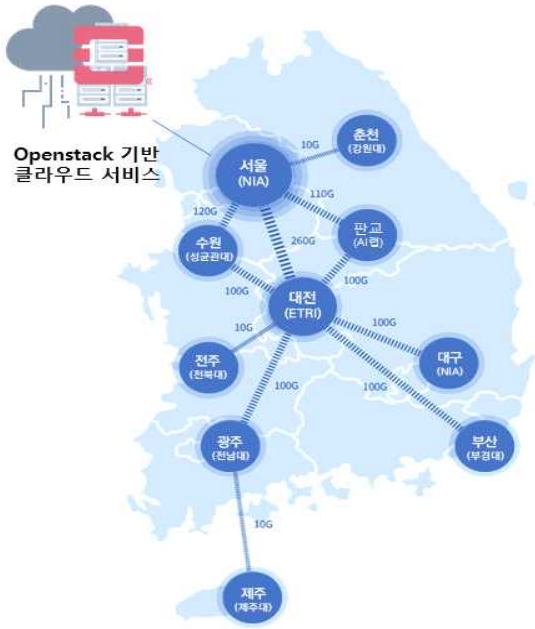 Openstack 기반
클라우드 서비스
서울
(NIA)
10G
춘천
(강원대)
120G
110G
수원
(성균관대)
260G
판교
(AI랩)
100G
100G
대전
(ETRI)
10G
100G
전주
(전북대)
대구
(NIA)
100G
100G
광주
(전남대)
부산
(부경대)
10G
제주
(제주대)